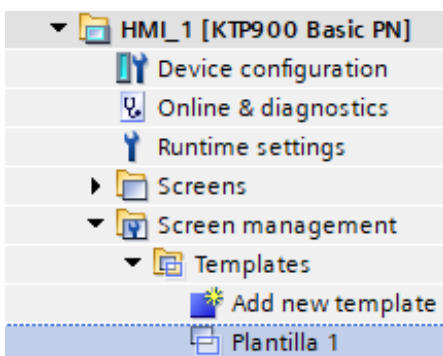 HMI_1 [KTP900 Basic PN]
Device configuration
Online & diagnostics
Runtime settings
Screens
Screen management
Templates
Add new template
Plantilla 1